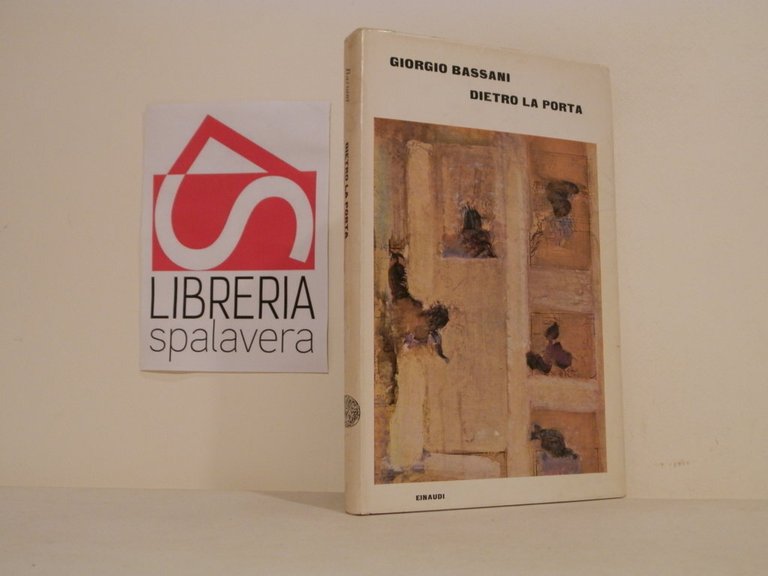 GIORGIO BASSANI
DIETRO LA PORTA
EINAUDI
Bassani
DIETRO LA PORTA
LIBRERIA
spalavera